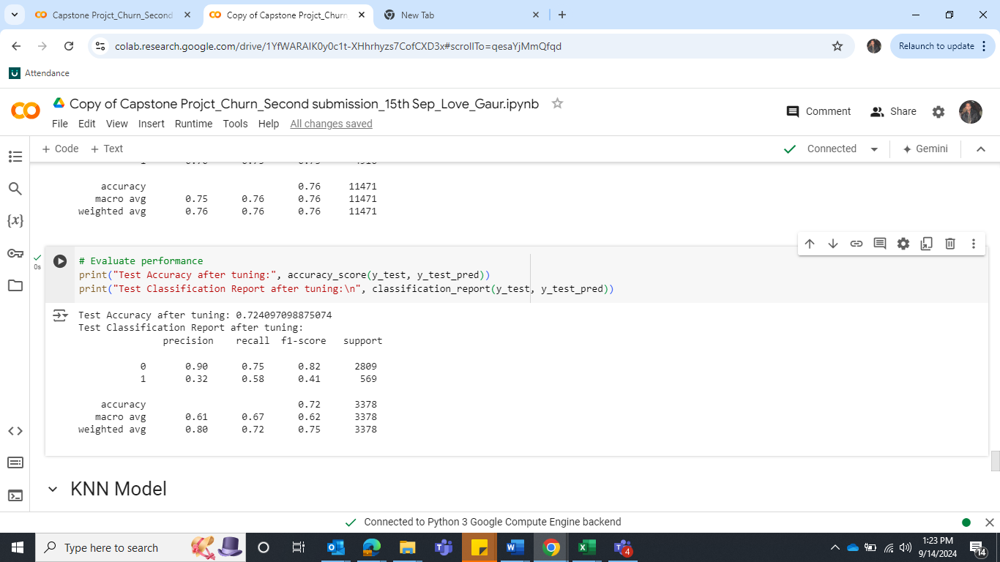 Capstone Projct_Churn_Second
Copy of Capstone Projct_Churn
New Tab
colab.research.google.com/drive/1YfWARAIK0y0c1t-XHhrhyzs7CofCXD3x#scrollTo=qesaYjMmQfqd
Relaunch to update
Attendance
Copy of Capstone Projct_Churn_Second submission_15th Sep_Love_Gaur.ipynb
Comment
Share
File Edit View Insert Runtime Tools Help All changes saved
+ Code + Text
Connected
Gemini
accuracy 0.76 11471
macro avg 0.75 0.76 0.76 11471
weighted avg 0.76 0.76 0.76 11471
{x}
0s
# Evaluate performance
print("Test Accuracy after tuning:", accuracy_score(y_test, y_test_pred))
print("Test Classification Report after tuning:\n", classification_report(y_test, y_test_pred))
Test Accuracy after tuning: 0.724097098875074
Test Classification Report after tuning:
precision recall f1-score support
0 0.90 0.75 0.82 2809
1 0.32 0.58 0.41 569
accuracy 0.72 3378
macro avg 0.61 0.67 0.62 3378
weighted avg 0.80 0.72 0.75 3378
KNN Model
Connected to Python 3 Google Compute Engine backend
Type here to search
4
1:23 PM
9/14/2024
14